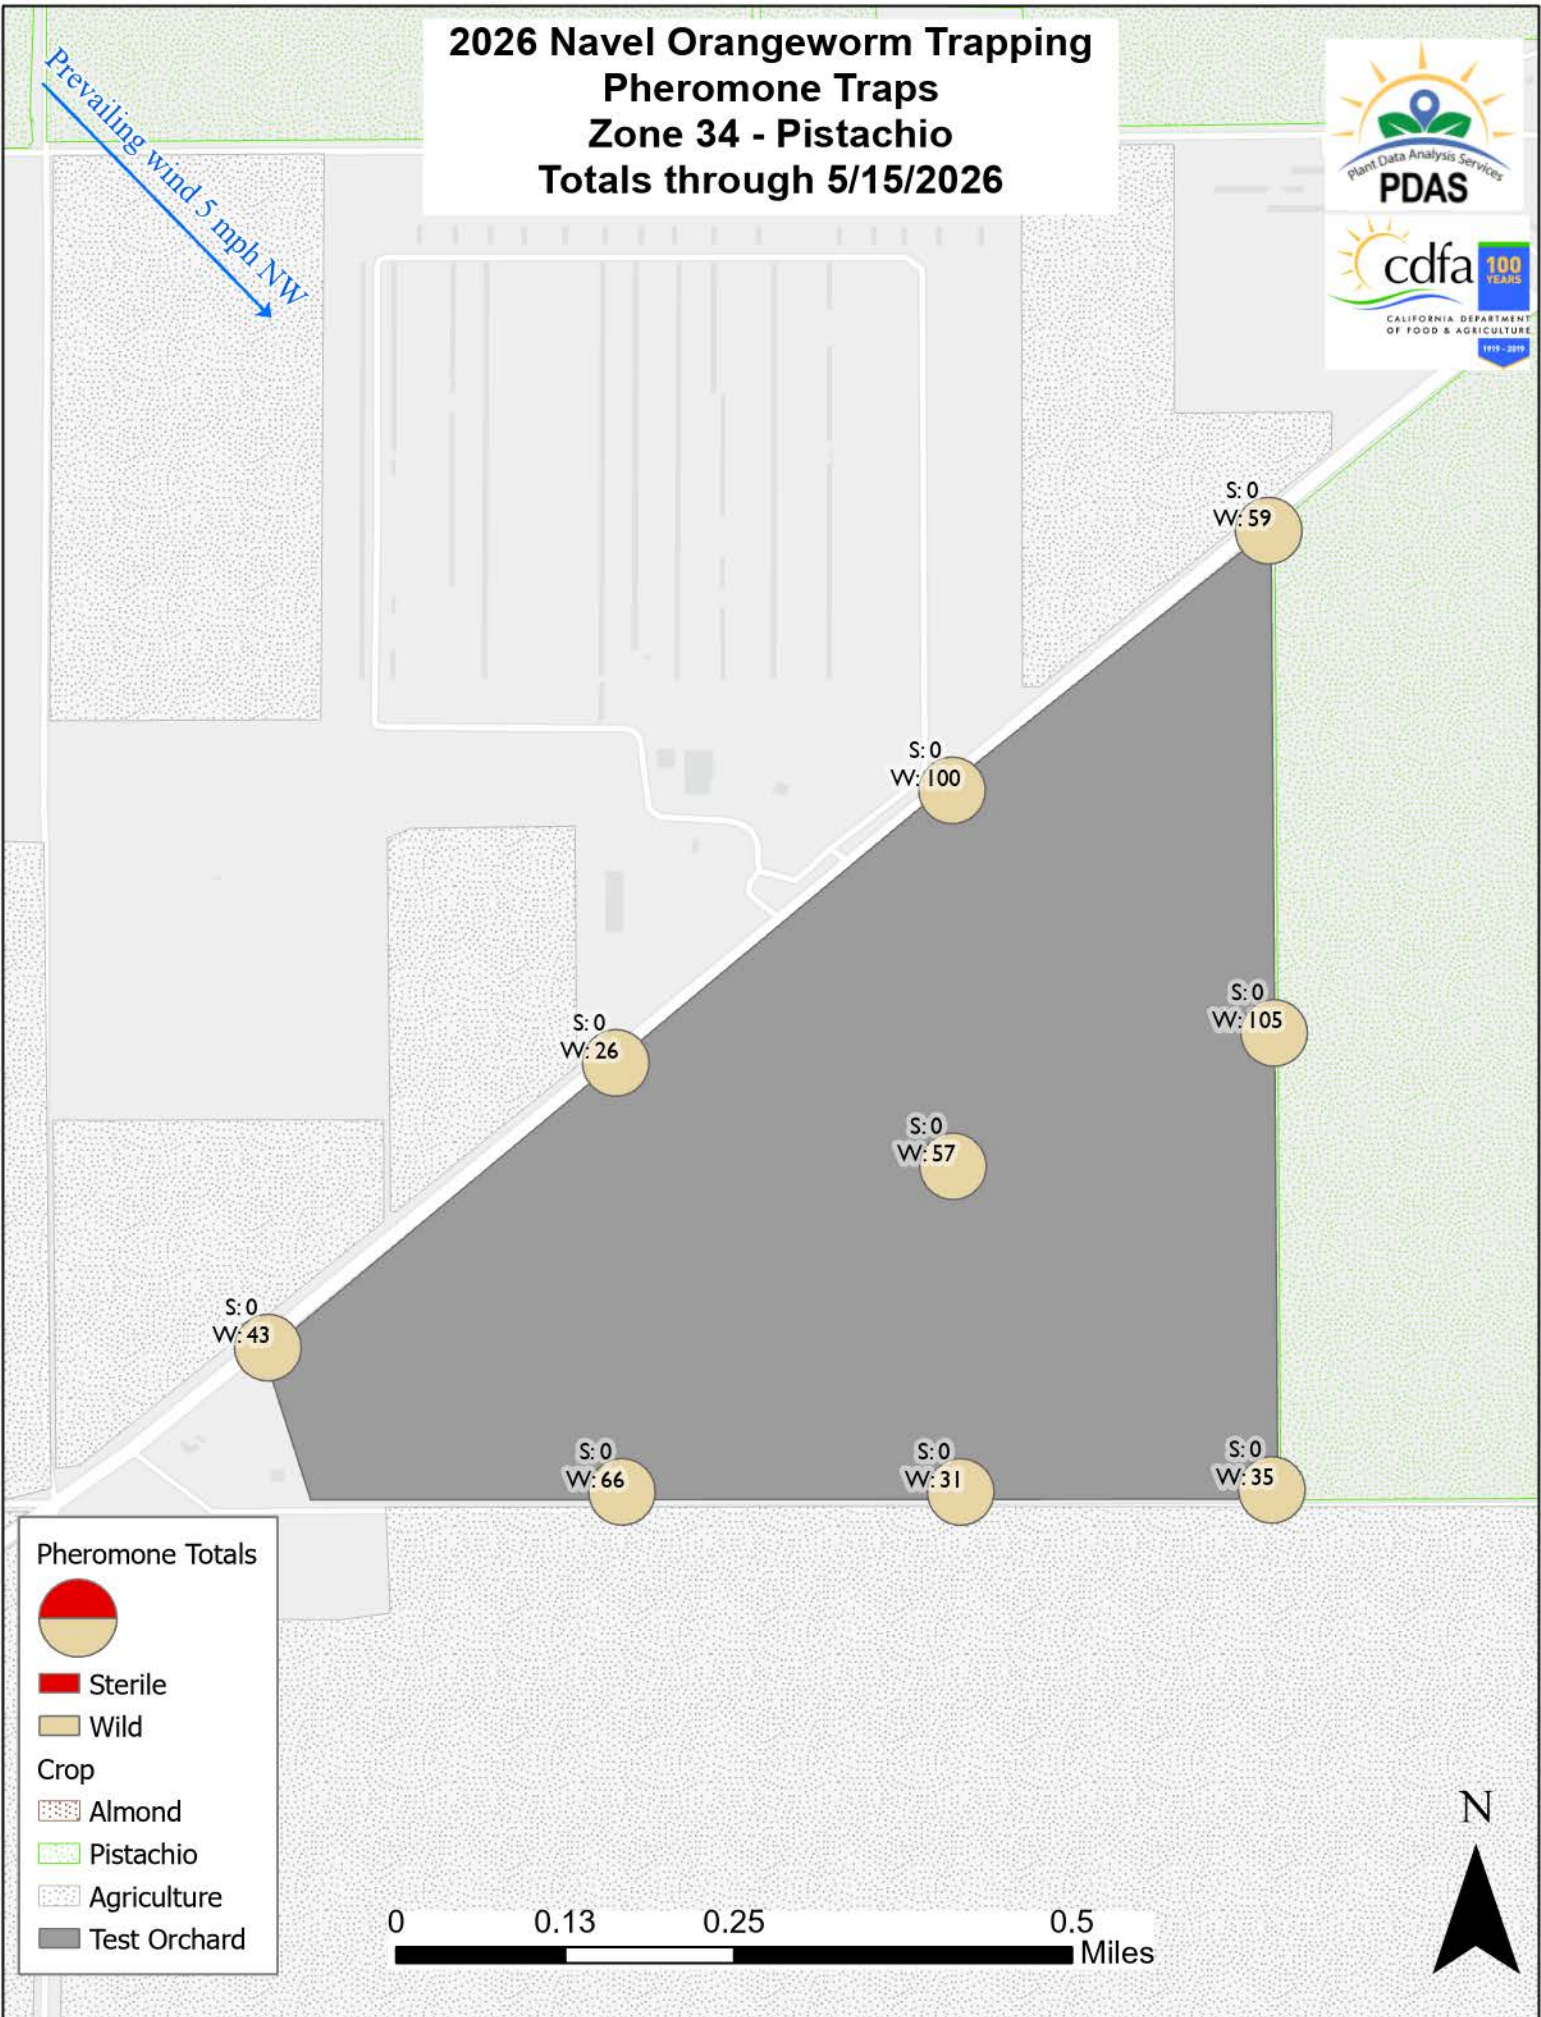 2026 Navel Orangeworm Trapping
Pheromone Traps
Zone 34 - Pistachio
Totals through 5/15/2026
Prevailing wind 5 mph NW
Plant Data Analysis Services
PDAS
cdfa
100
YEARS
CALIFORNIA DEPARTMENT
OF FOOD & AGRICULTURE
1919 - 2019
S: 0
W: 59
S: 0
W: 100
S: 0
W: 105
S: 0
W: 26
S: 0
W: 57
S: 0
W: 43
S: 0
W: 66
S: 0
W: 31
S: 0
W: 35
Pheromone Totals
Sterile
Wild
Crop
Almond
Pistachio
Agriculture
Test Orchard
0 0.13 0.25 0.5
Miles
N